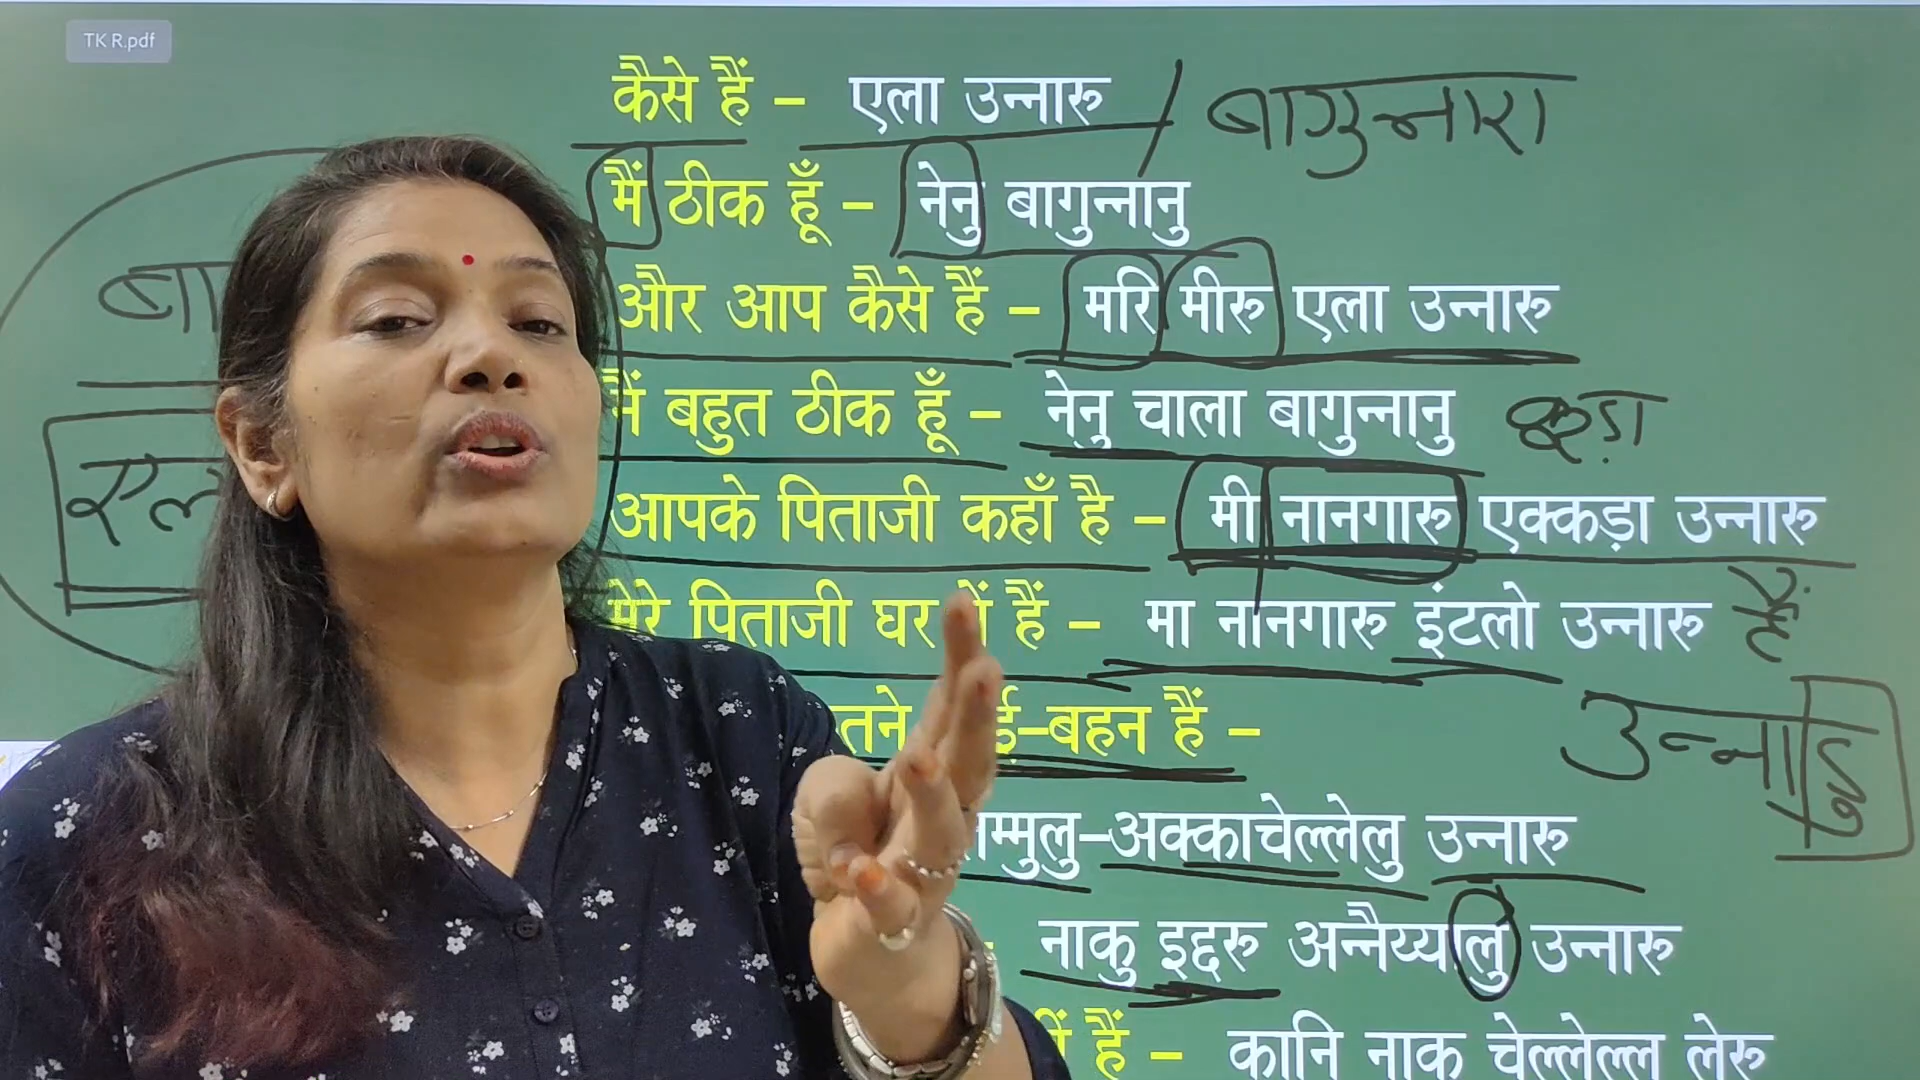 TK R.pdf
कैसे हैं – एला उन्नारु / बागुन्नारा
मैं ठीक हूँ – नेनु बागुन्नानु
और आप कैसे हैं – मरि मीरु एला उन्नारु
बा
मैं बहुत ठीक हूँ – नेनु चाला बागुन्नानु
आपके पिताजी कहाँ है – मी नानगारु एक्कड़ा उन्नारु
मेरे पिताजी घर में हैं – मा नानगारु इंटलो उन्नारु हैं
भाई–बहन हैं – उन्नाडु
तम्मुलु–अक्काचेल्लेलु उन्नारु
नाकु इद्दरु अन्नैय्यालु उन्नारु
हैं – कानि नाकु चेल्लेल्लु लेरु